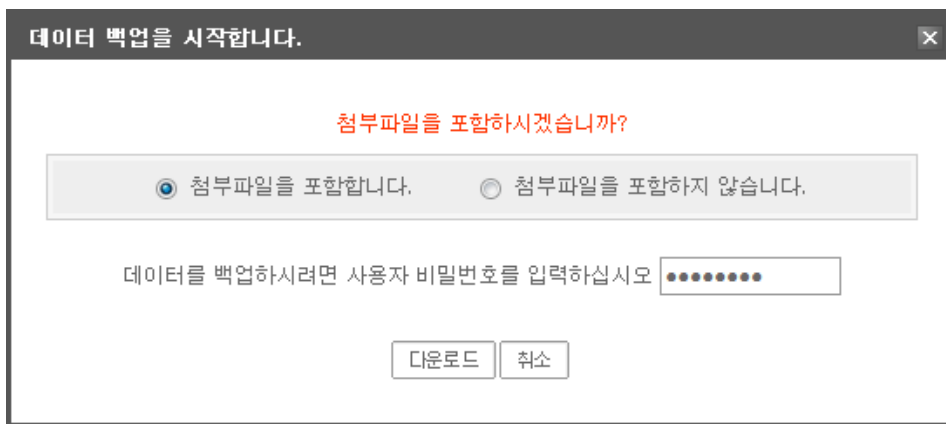 데이터 백업을 시작합니다.
첨부파일을 포함하시겠습니까?
첨부파일을 포함합니다. 첨부파일을 포함하지 않습니다.
데이터를 백업하시려면 사용자 비밀번호를 입력하십시오 ●●●●●●●●
다운로드 취소